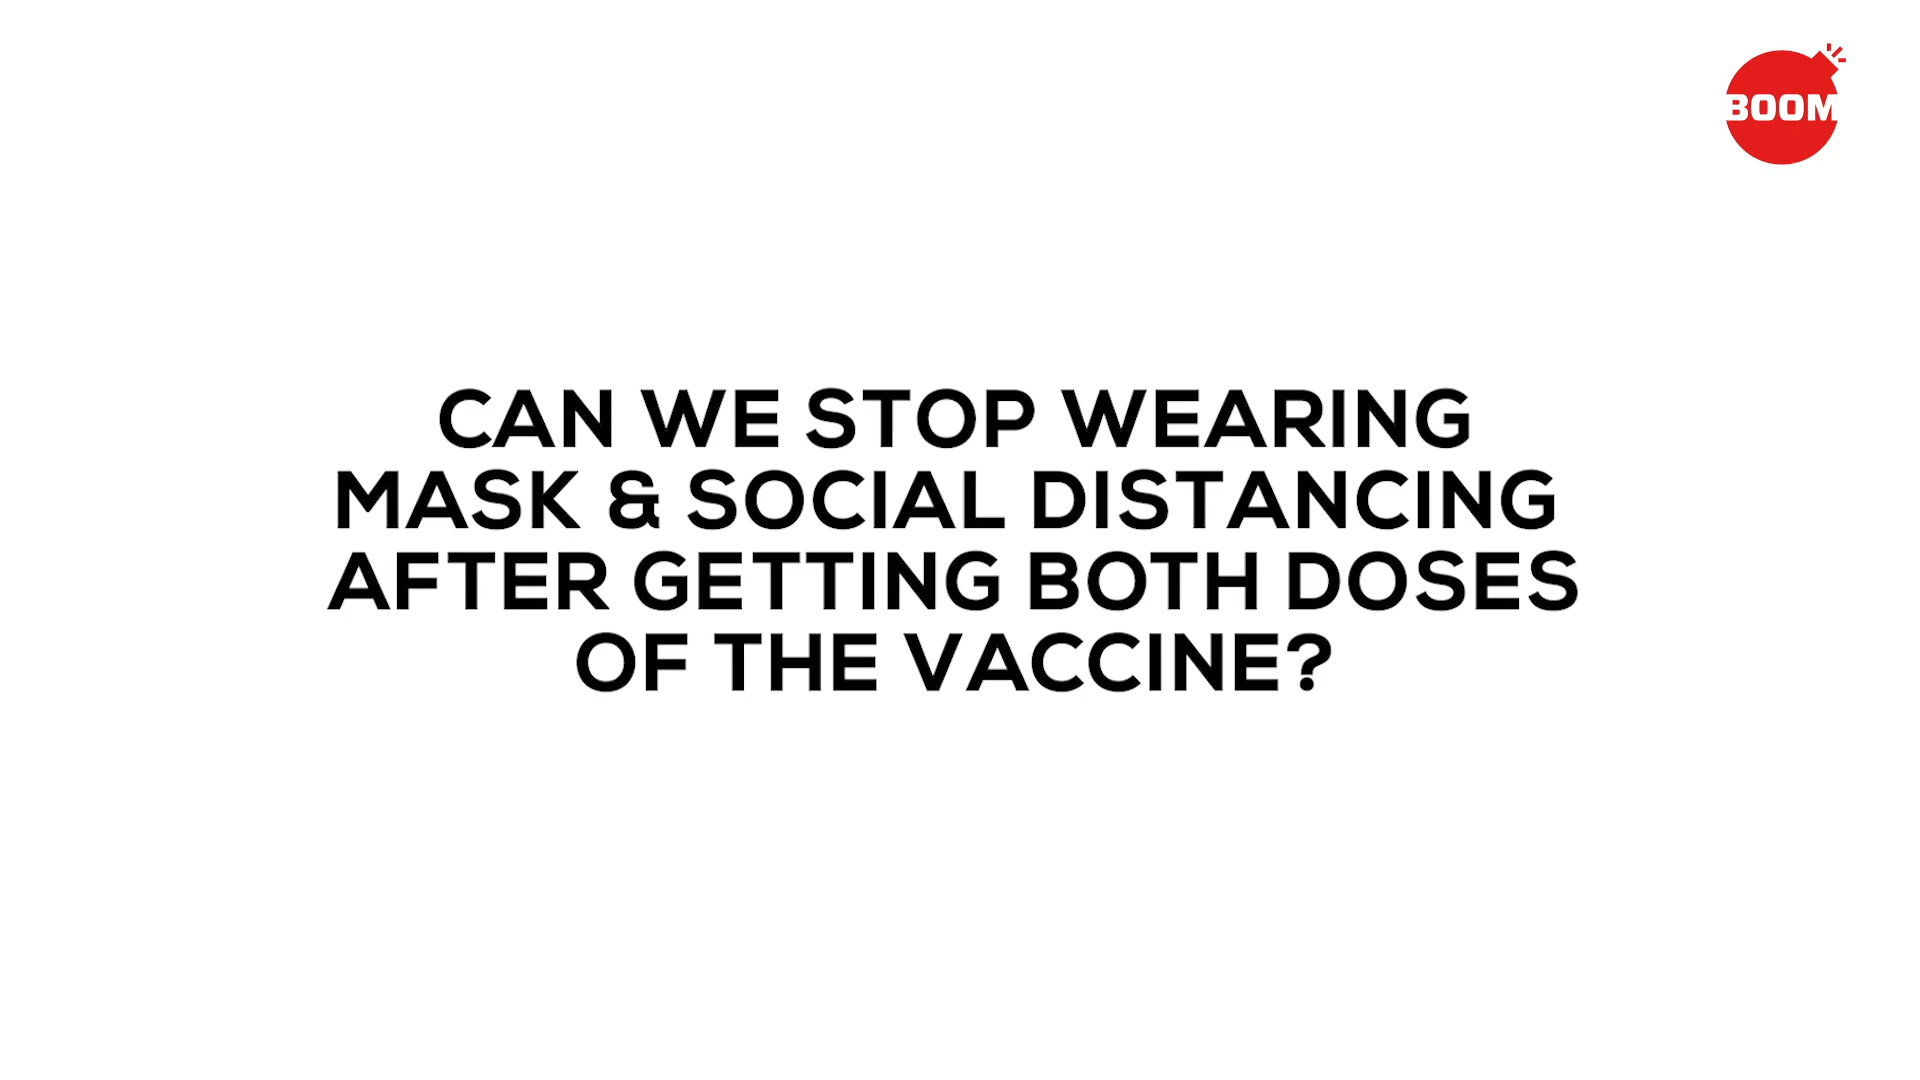 BOOM
CAN WE STOP WEARING
MASK & SOCIAL DISTANCING
AFTER GETTING BOTH DOSES
OF THE VACCINE?